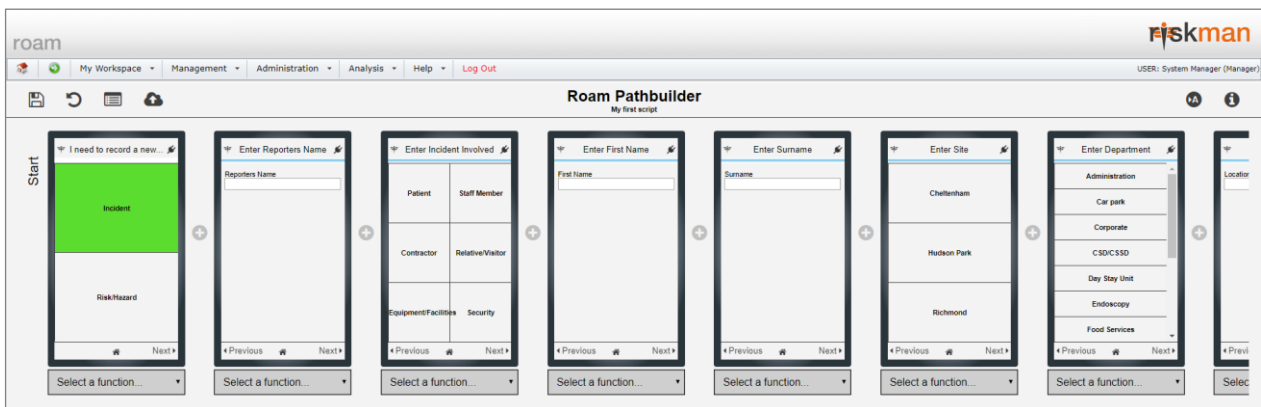 roam
riskman
My Workspace Management Administration Analysis Help Log Out
USER: System Manager (Manager)
Roam Pathbuilder
My first script
A
Start
I need to record a new...
Incident
Risk/Hazard
Next
Select a function...
Enter Reporters Name
Reporters Name
Previous Next
Select a function...
Enter Incident Involved
Patient Staff Member
Contractor Relative/Visitor
Equipment/Facilities Security
Previous Next
Select a function...
Enter First Name
First Name
Previous Next
Select a function...
Enter Surname
Surname
Previous Next
Select a function...
Enter Site
Cheltenham
Hudson Park
Richmond
Previous Next
Select a function...
Enter Department
Administration
Car park
Corporate
CSD/CSSD
Day Stay Unit
Endoscopy
Food Services
Previous Next
Select a function...
Location
Previ
Selec